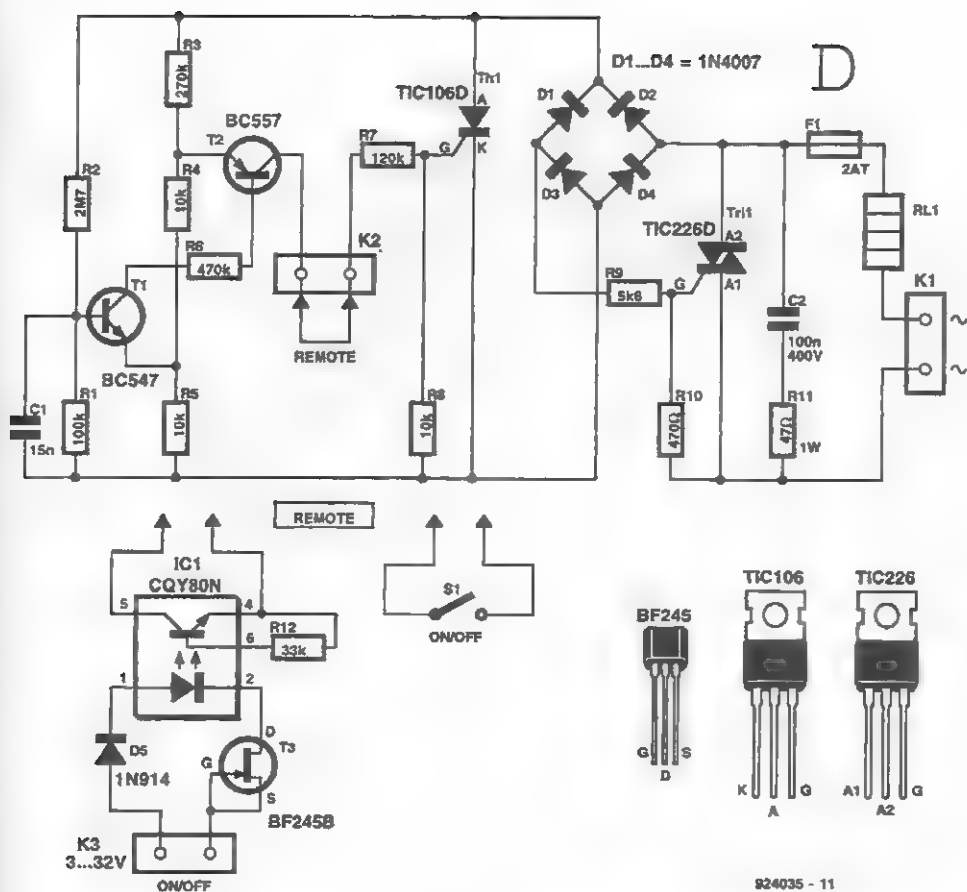 D1...D4 = 1N4007
D
R3
270k
TIC106D
Th1
A
G
K
BC557
T2
R7
120k
D1
D2
D3
D4
F1
2AT
R2
2M7
R4
10k
R6
470k
K2
REMOTE
TIC226D
Tri1
A2
A1
G
R9
5k6
RL1
K1
~
~
T1
BC547
C2
100n
400V
C1
15n
R1
100k
R5
10k
R8
10k
R10
470Ω
R11
47Ω
1W
REMOTE
IC1
CQY80N
5
4
6
R12
33k
1
2
S1
ON/OFF
D5
1N914
D
T3
G
S
BF245B
K3
3...32V
ON/OFF
BF245
G
D
S
TIC106
K
A
G
TIC226
A1
A2
G
924035 - 11